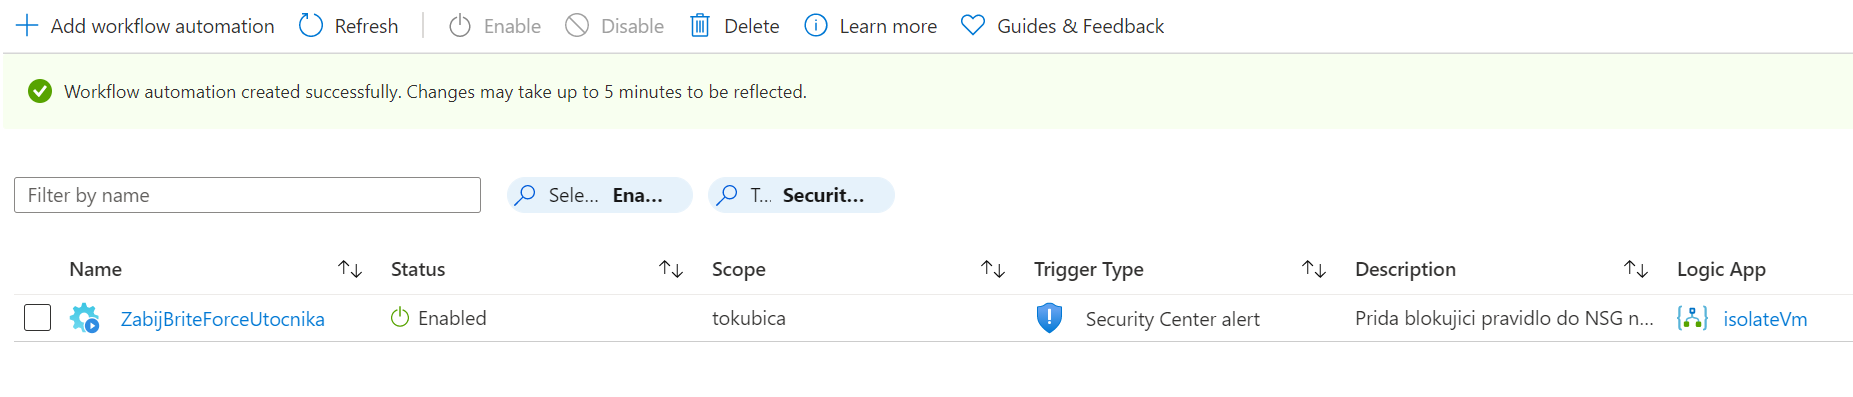 Add workflow automation Refresh Enable Disable Delete Learn more Guides & Feedback
Workflow automation created successfully. Changes may take up to 5 minutes to be reflected.
Filter by name Sele... Ena... T... Securit...
Name Status Scope Trigger Type Description Logic App
ZabijBriteForceUtocnika Enabled tokubica Security Center alert Prida blokujici pravidlo do NSG n... isolateVm